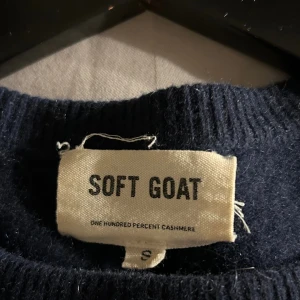 SOFT GOAT
ONE HUNDRED PERCENT CASHMERE
S